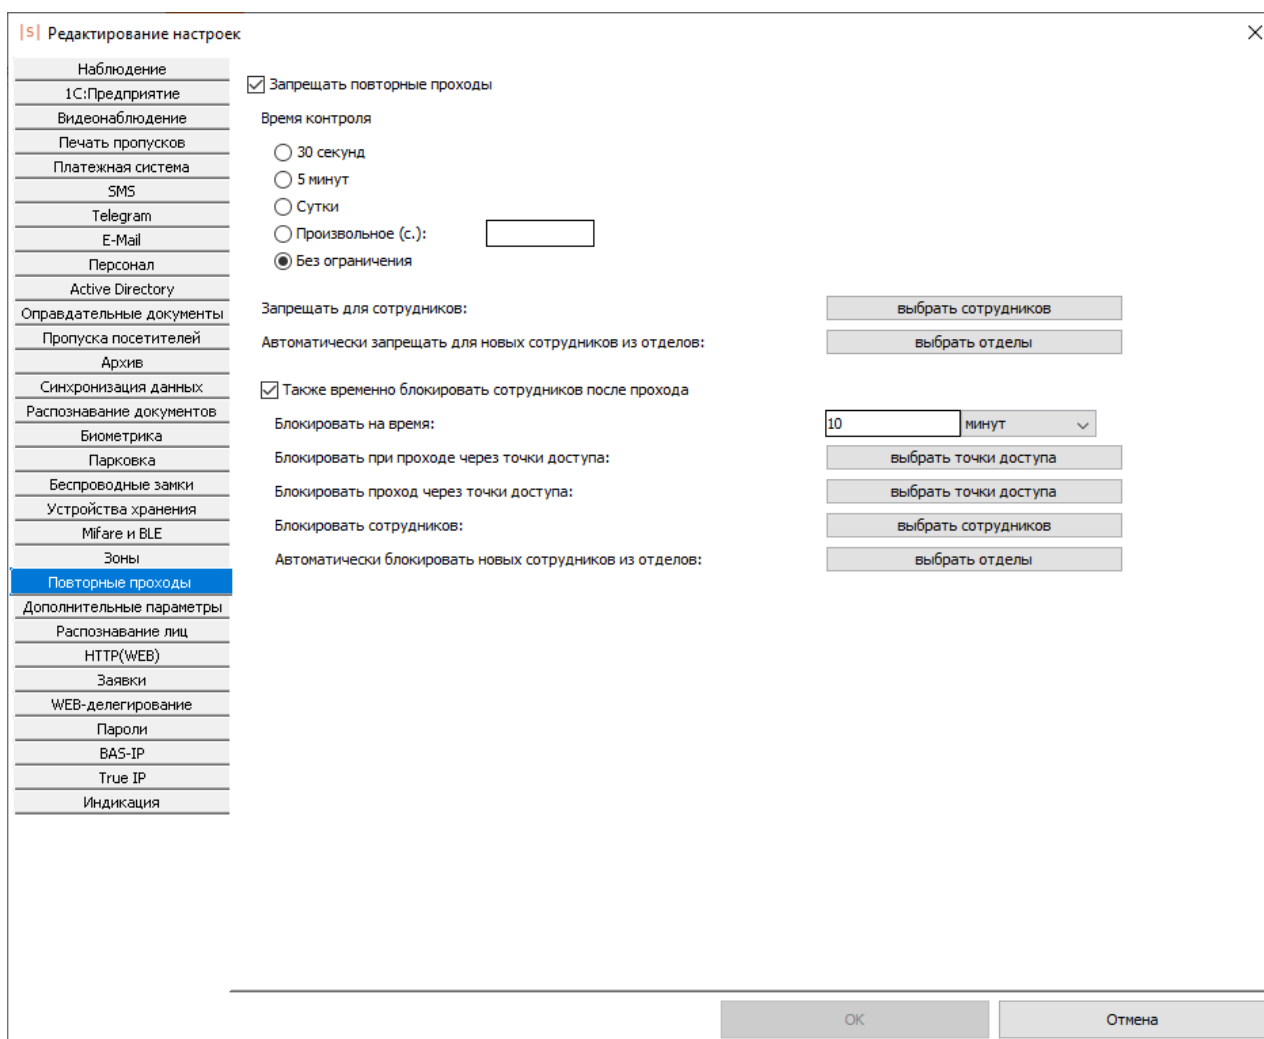 |S| Редактирование настроек
Наблюдение
1С:Предприятие
Видеонаблюдение
Печать пропусков
Платежная система
SMS
Telegram
E-Mail
Персонал
Active Directory
Оправдательные документы
Пропуска посетителей
Архив
Синхронизация данных
Распознавание документов
Биометрика
Парковка
Беспроводные замки
Устройства хранения
Mifare и BLE
Зоны
Повторные проходы
Дополнительные параметры
Распознавание лиц
HTTP(WEB)
Заявки
WEB-делегирование
Пароли
BAS-IP
True IP
Индикация
Запрещать повторные проходы
Время контроля
30 секунд
5 минут
Сутки
Произвольное (с.):
Без ограничения
Запрещать для сотрудников: выбрать сотрудников
Автоматически запрещать для новых сотрудников из отделов: выбрать отделы
Также временно блокировать сотрудников после прохода
Блокировать на время: 10 минут
Блокировать при проходе через точки доступа: выбрать точки доступа
Блокировать проход через точки доступа: выбрать точки доступа
Блокировать сотрудников: выбрать сотрудников
Автоматически блокировать новых сотрудников из отделов: выбрать отделы
OK Отмена